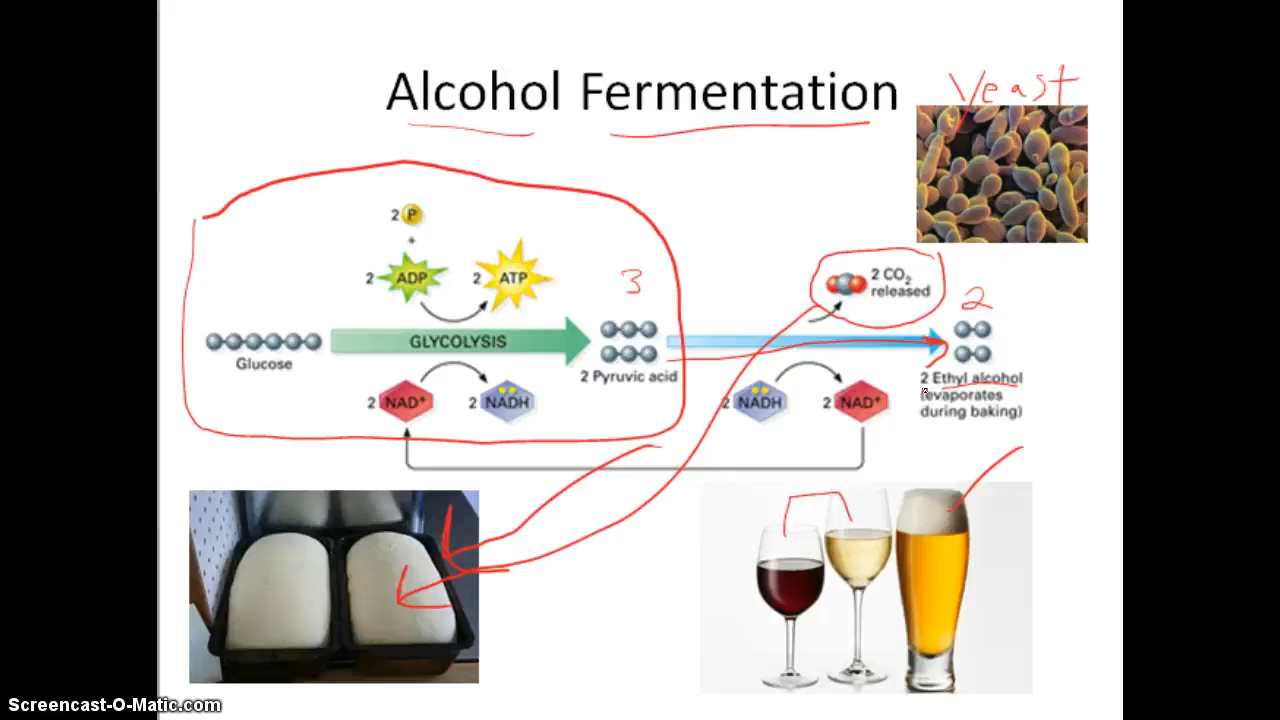 Alcohol Fermentation
Yeast
2 P
+
2 ADP
2 ATP
3
2 CO₂
released
2
GLYCOLYSIS
Glucose
2 Pyruvic acid
2 Ethyl alcohol
(evaporates
during baking)
2 NAD⁺
2 NADH
2 NADH
2 NAD⁺
Screencast-O-Matic.com